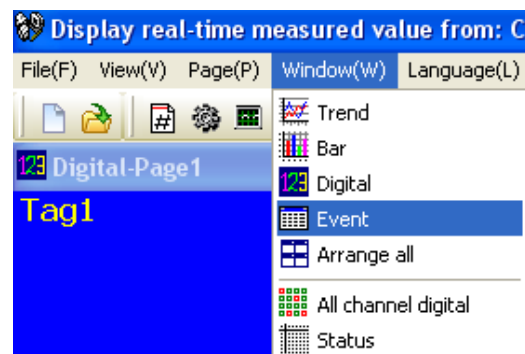 Display real-time measured value from: C
File(F) View(V) Page(P) Window(W) Language(L)
Trend
Bar
123 Digital
Event
Arrange all
All channel digital
Status
123 Digital-Page1
Tag1